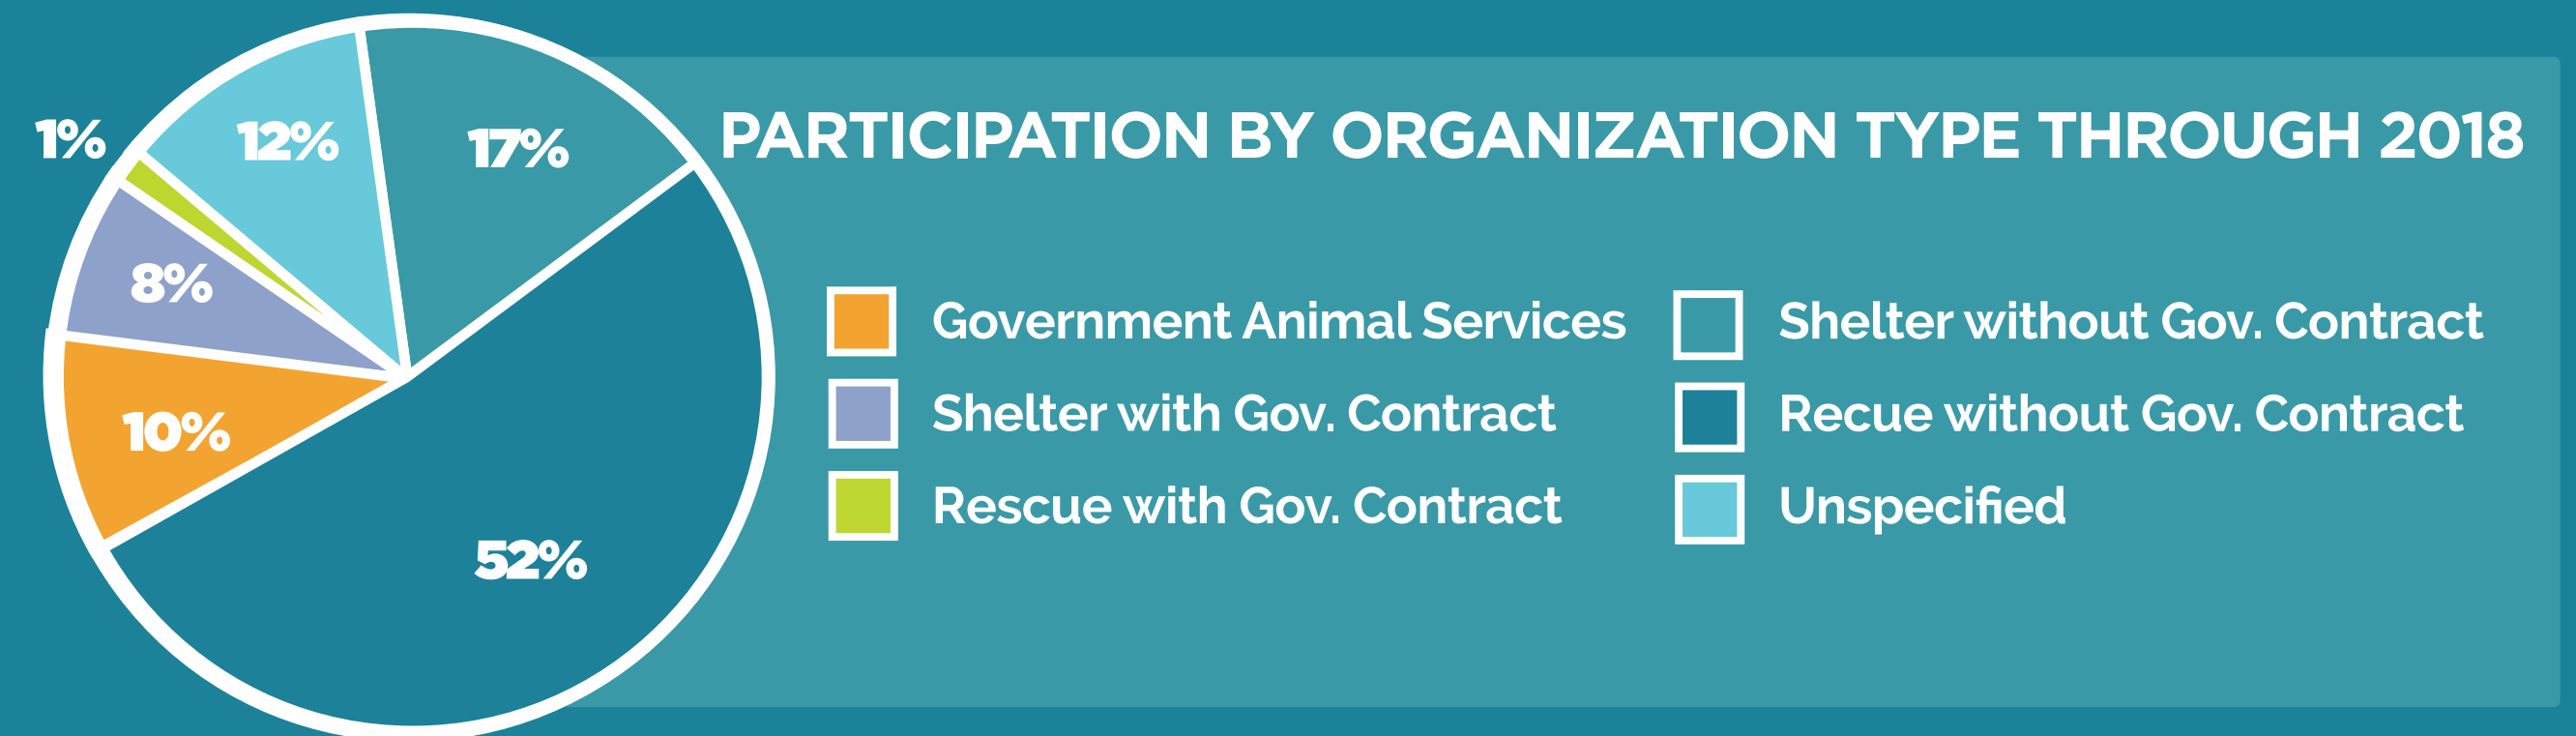 PARTICIPATION BY ORGANIZATION TYPE THROUGH 2018
1%
12%
17%
8%
10%
52%
Government Animal Services
Shelter with Gov. Contract
Rescue with Gov. Contract
Shelter without Gov. Contract
Recue without Gov. Contract
Unspecified